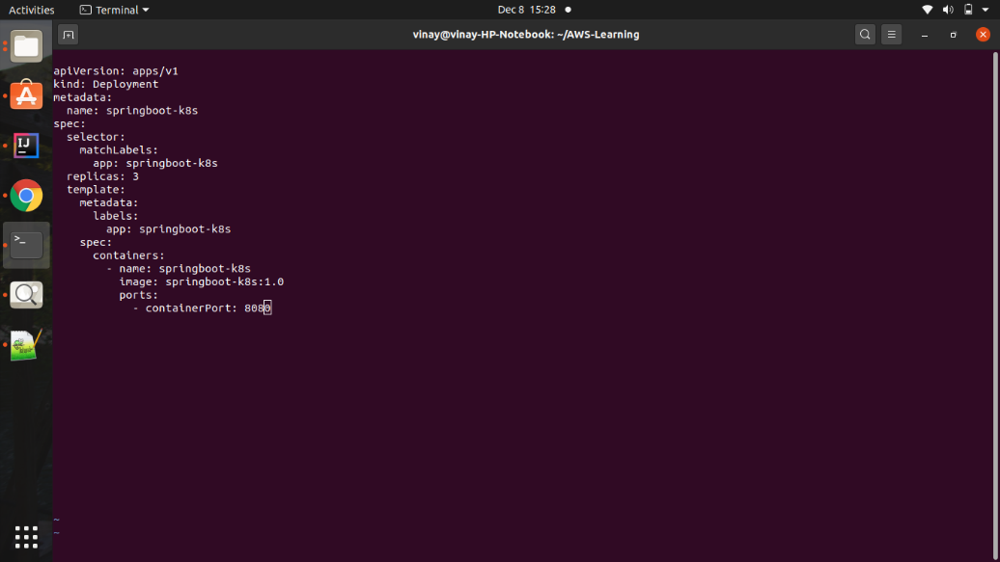 Activities
Terminal
Dec 8 15:28
vinay@vinay-HP-Notebook: ~/AWS-Learning
apiVersion: apps/v1
kind: Deployment
metadata:
  name: springboot-k8s
spec:
  selector:
    matchLabels:
      app: springboot-k8s
  replicas: 3
  template:
    metadata:
      labels:
        app: springboot-k8s
    spec:
      containers:
        - name: springboot-k8s
          image: springboot-k8s:1.0
          ports:
            - containerPort: 8080
~
~
IJ
>_